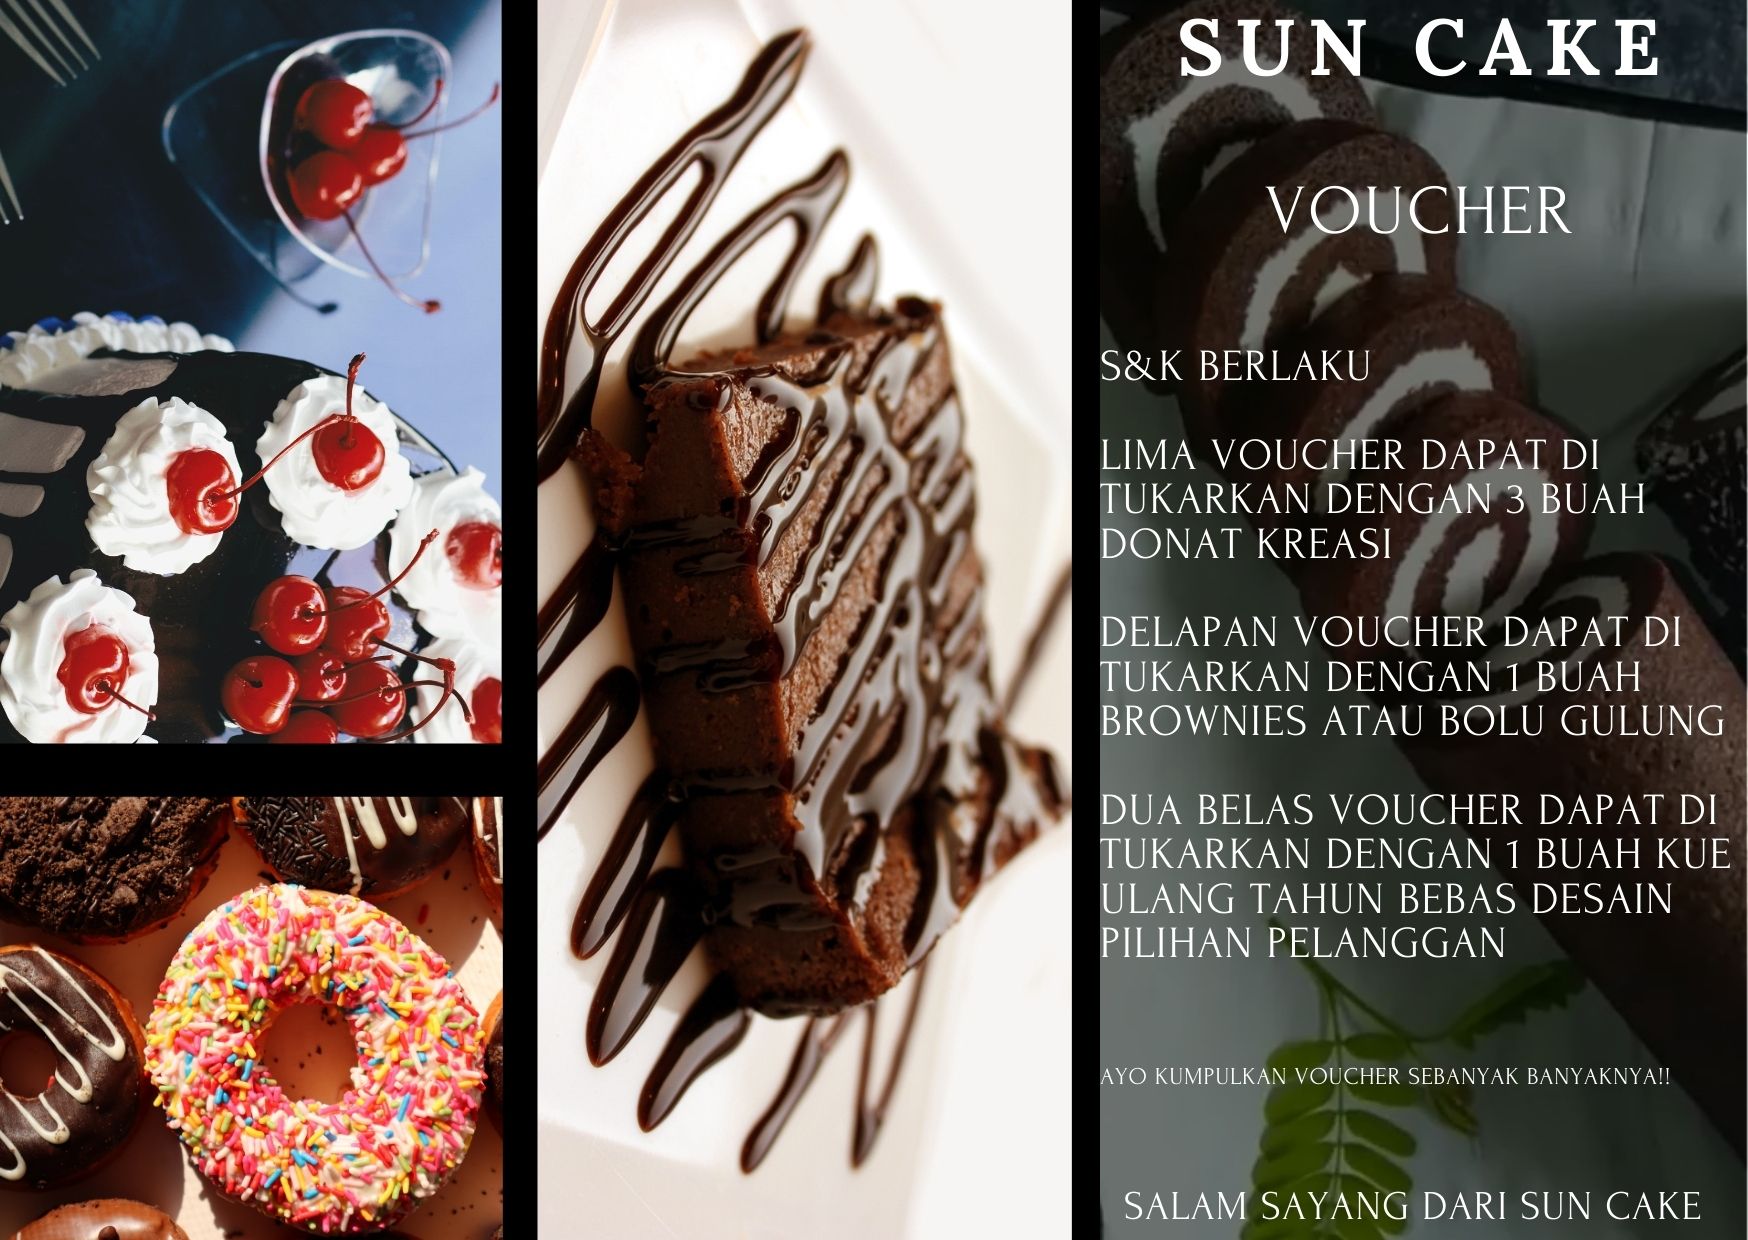 SUN CAKE
VOUCHER
S&K BERLAKU
LIMA VOUCHER DAPAT DI
TUKARKAN DENGAN 3 BUAH
DONAT KREASI
DELAPAN VOUCHER DAPAT DI
TUKARKAN DENGAN 1 BUAH
BROWNIES ATAU BOLU GULUNG
DUA BELAS VOUCHER DAPAT DI
TUKARKAN DENGAN 1 BUAH KUE
ULANG TAHUN BEBAS DESAIN
PILIHAN PELANGGAN
AYO KUMPULKAN VOUCHER SEBANYAK BANYAKNYA!!
SALAM SAYANG DARI SUN CAKE